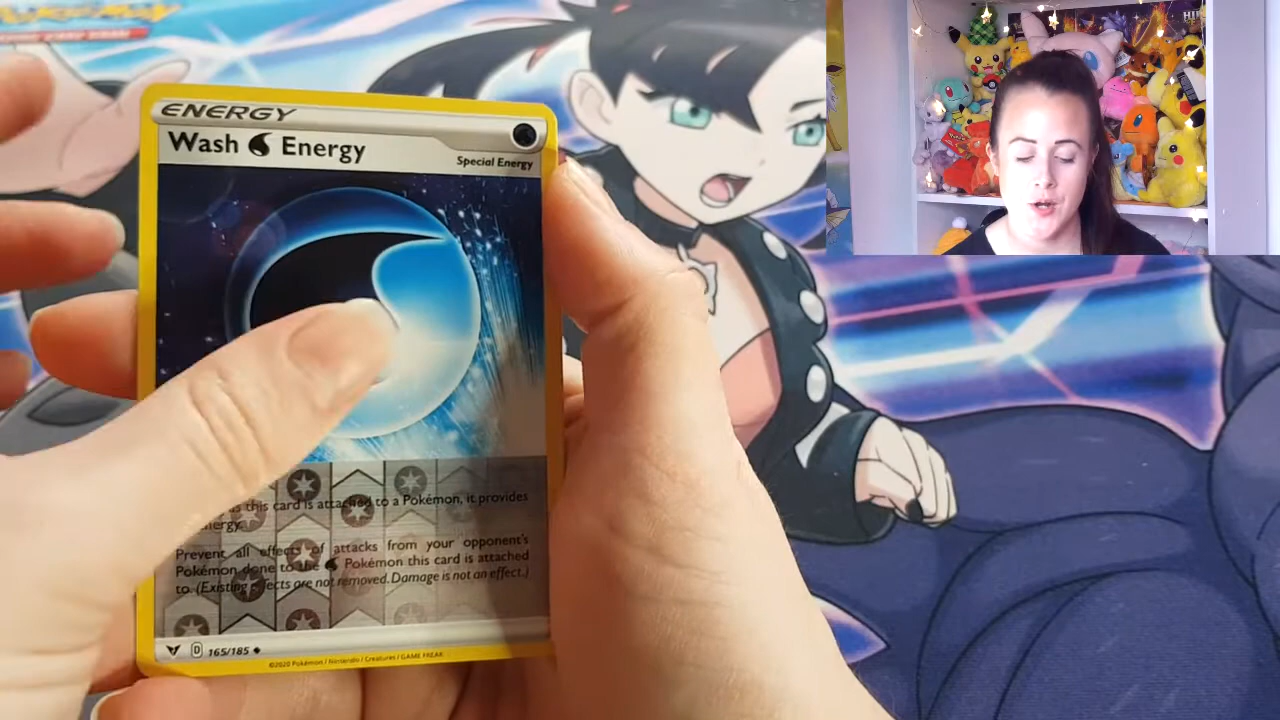 Pokémon
ENERGY
Wash Energy
Special Energy
this card is attached to a Pokémon, it provides
Energy.
Prevent all effects of attacks from your opponent's
Pokémon done to the Pokémon this card is attached
to. (Existing effects are not removed. Damage is not an effect.)
D 165/185
©2020 Pokémon / Nintendo / Creatures / GAME FREAK